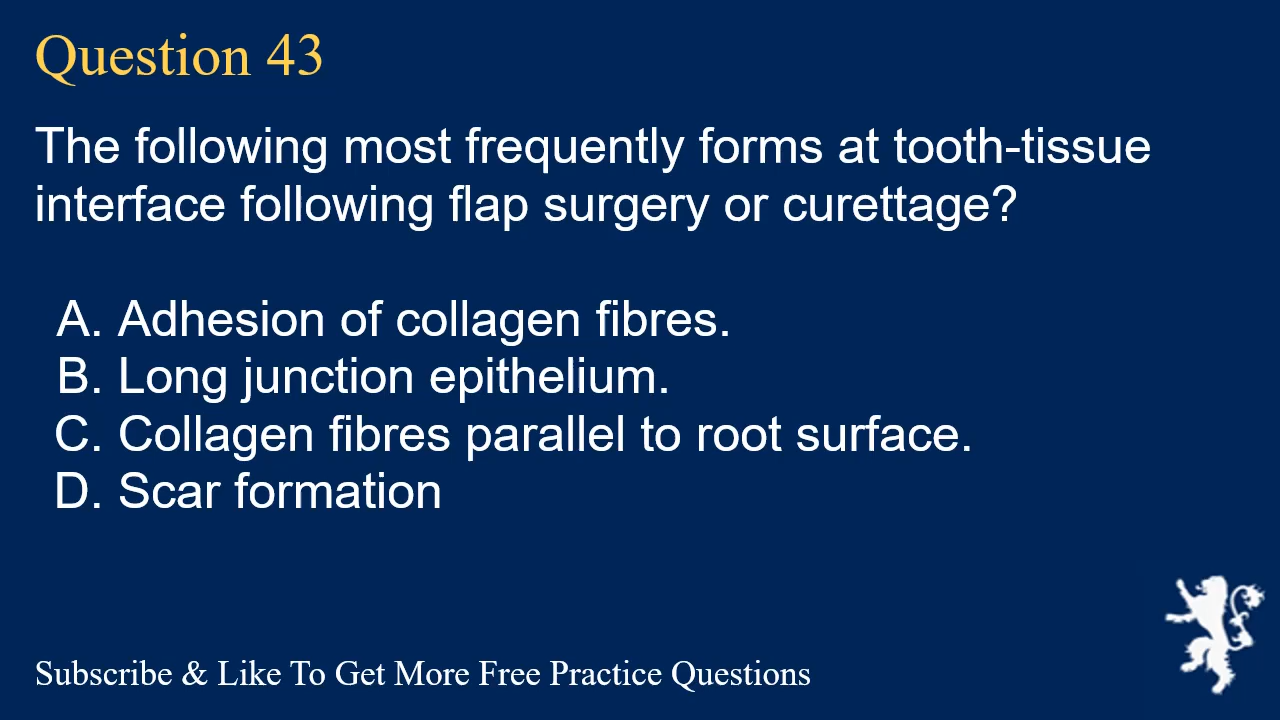 Question 43
The following most frequently forms at tooth-tissue
interface following flap surgery or curettage?
A. Adhesion of collagen fibres.
B. Long junction epithelium.
C. Collagen fibres parallel to root surface.
D. Scar formation
Subscribe & Like To Get More Free Practice Questions